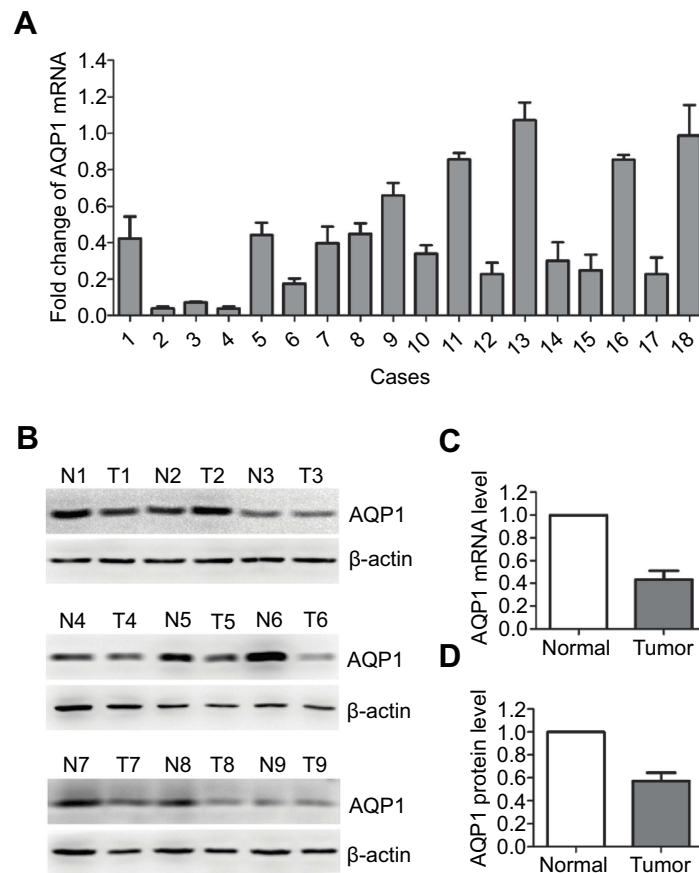 A
Fold change of AQP1 mRNA
1.4
1.2
1.0
0.8
0.6
0.4
0.2
0.0
1 2 3 4 5 6 7 8 9 10 11 12 13 14 15 16 17 18
Cases
B
N1 T1 N2 T2 N3 T3
AQP1
β-actin
N4 T4 N5 T5 N6 T6
AQP1
β-actin
N7 T7 N8 T8 N9 T9
AQP1
β-actin
C
AQP1 mRNA level
1.2
1.0
0.8
0.6
0.4
0.2
0.0
Normal Tumor
D
AQP1 protein level
1.2
1.0
0.8
0.6
0.4
0.2
0.0
Normal Tumor